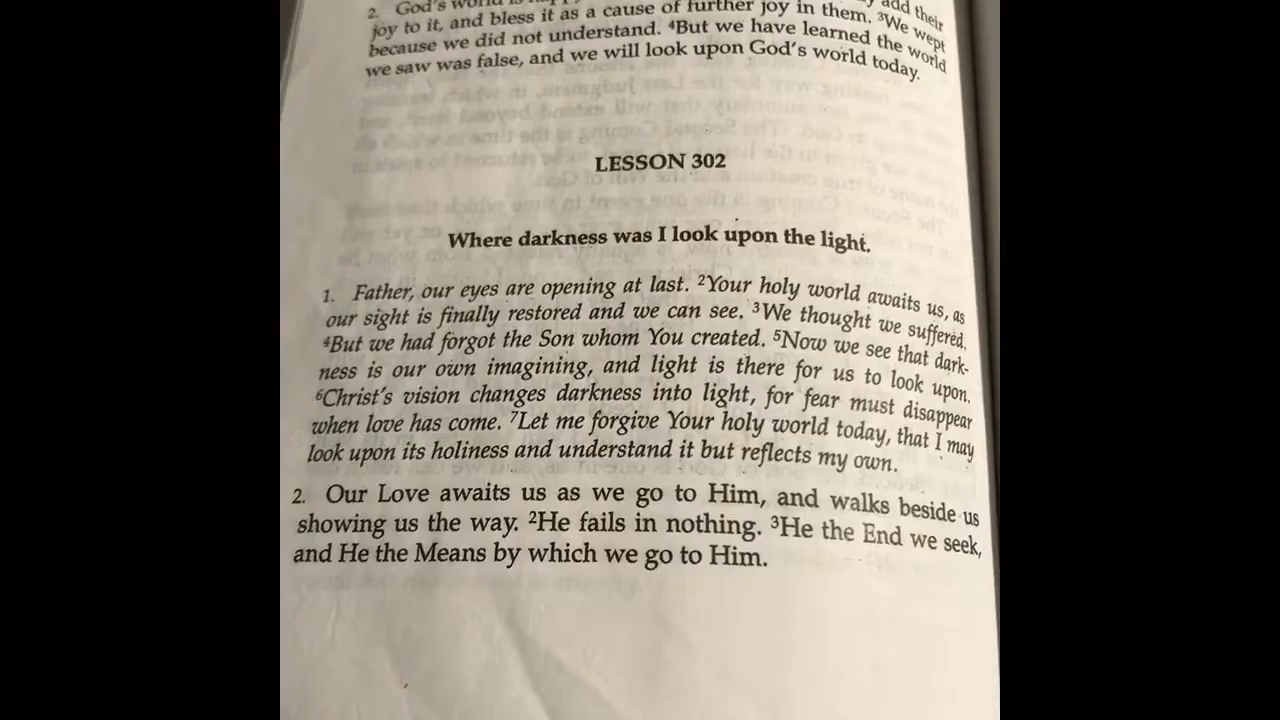 2. God's world is
add their
joy to it, and bless it as a cause of further joy in them. ³We wept
because we did not understand. ⁴But we have learned the world
we saw was false, and we will look upon God's world today.
LESSON 302
Where darkness was I look upon the light.
1. Father, our eyes are opening at last. ²Your holy world awaits us, as
our sight is finally restored and we can see. ³We thought we suffered.
⁴But we had forgot the Son whom You created. ⁵Now we see that dark-
ness is our own imagining, and light is there for us to look upon.
⁶Christ's vision changes darkness into light, for fear must disappear
when love has come. ⁷Let me forgive Your holy world today, that I may
look upon its holiness and understand it but reflects my own.
2. Our Love awaits us as we go to Him, and walks beside us
showing us the way. ²He fails in nothing. ³He the End we seek,
and He the Means by which we go to Him.